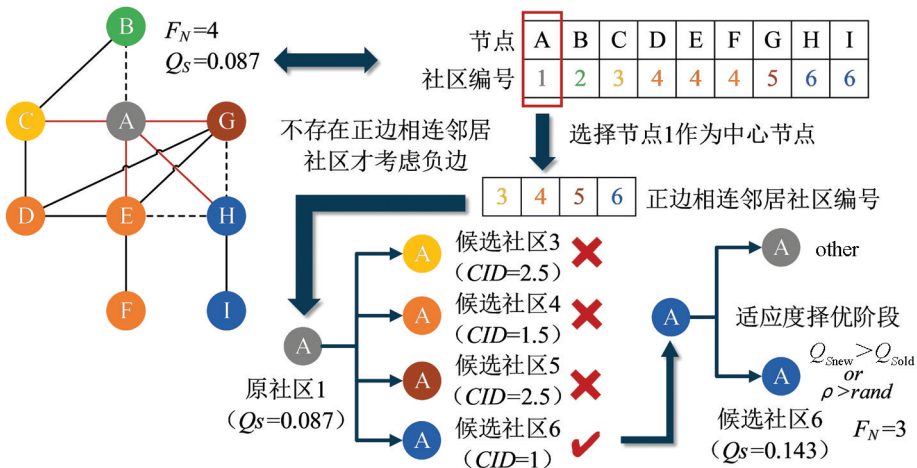 B
F_N=4
Q_S=0.087
C
A
G
D
E
H
F
I
节点 A B C D E F G H I
社区编号 1 2 3 4 4 4 5 6 6
不存在正边相连邻居
社区才考虑负边
选择节点1作为中心节点
3 4 5 6 正边相连邻居社区编号
A
原社区1
(Qs=0.087)
A 候选社区3
(CID=2.5)
A 候选社区4
(CID=1.5)
A 候选社区5
(CID=2.5)
A 候选社区6
(CID=1)
A
A other
适应度择优阶段
A Q_Snew>Q_Sold
or
ρ>rand
候选社区6
(Qs=0.143)
F_N=3